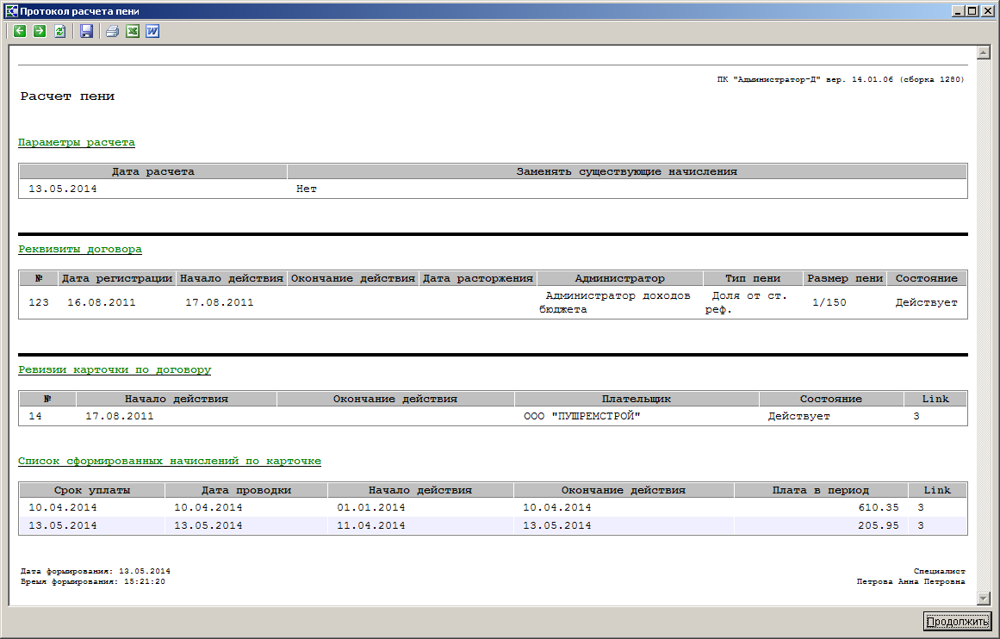 Протокол расчета пени
ПК "Администратор-Д" вер. 14.01.06 (сборка 1280)
Расчет пени
Параметры расчета
Дата расчета Заменять существующие начисления
13.05.2014 Нет
Реквизиты договора
№ Дата регистрации Начало действия Окончание действия Дата расторжения Администратор Тип пени Размер пени Состояние
123 16.08.2011 17.08.2011 Администратор доходов бюджета Доля от ст. реф. 1/150 Действует
Ревизии карточки по договору
№ Начало действия Окончание действия Плательщик Состояние Link
14 17.08.2011 ООО "ПУШРЕМСТРОЙ" Действует 3
Список сформированных начислений по карточке
Срок уплаты Дата проводки Начало действия Окончание действия Плата в период Link
10.04.2014 10.04.2014 01.01.2014 10.04.2014 610.35 3
13.05.2014 13.05.2014 11.04.2014 13.05.2014 205.95 3
Дата формирования: 13.05.2014 Специалист
Время формирования: 15:21:20 Петрова Анна Петровна
Продолжить